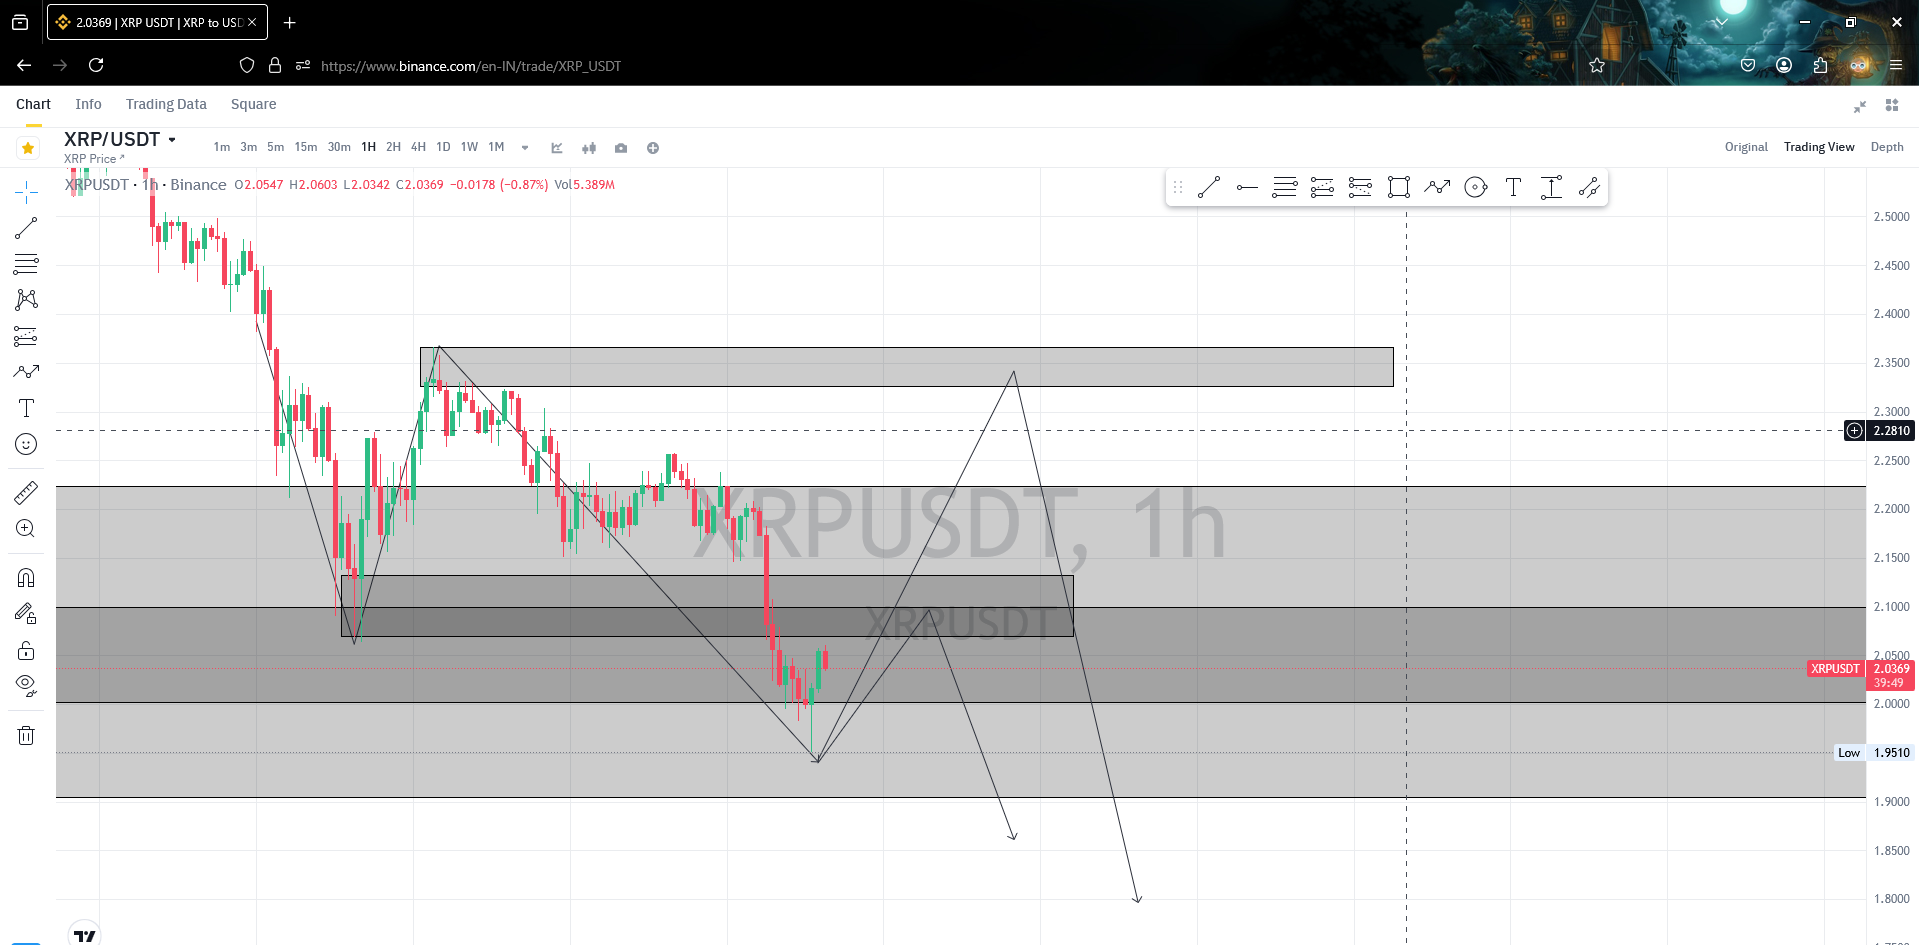 2.0369 | XRP USDT | XRP to USD
https://www.binance.com/en-IN/trade/XRP_USDT
Chart Info Trading Data Square
XRP/USDT
XRP Price
1m 3m 5m 15m 30m 1H 2H 4H 1D 1W 1M
Original Trading View Depth
XRPUSDT · 1h · Binance O2.0547 H2.0603 L2.0342 C2.0369 −0.0178 (−0.87%) Vol5.389M
2.5000
2.4500
2.4000
2.3500
2.3000
2.2810
2.2500
2.2000
XRPUSDT, 1h
2.1500
2.1000
XRPUSDT
2.0500
XRPUSDT 2.0369
39:49
2.0000
Low 1.9510
1.9000
1.8500
1.8000